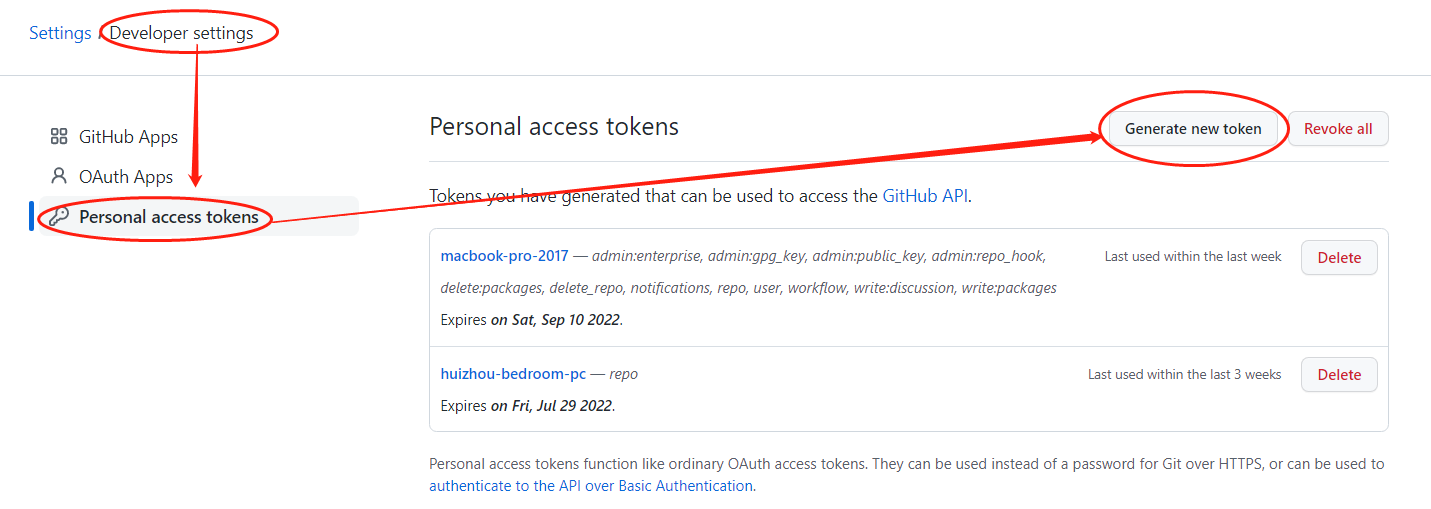 Settings / Developer settings
GitHub Apps
OAuth Apps
Personal access tokens
Personal access tokens
Generate new token
Revoke all
Tokens you have generated that can be used to access the GitHub API.
macbook-pro-2017 — admin:enterprise, admin:gpg_key, admin:public_key, admin:repo_hook,
delete:packages, delete_repo, notifications, repo, user, workflow, write:discussion, write:packages
Last used within the last week
Delete
Expires on Sat, Sep 10 2022.
huizhou-bedroom-pc — repo
Last used within the last 3 weeks
Delete
Expires on Fri, Jul 29 2022.
Personal access tokens function like ordinary OAuth access tokens. They can be used instead of a password for Git over HTTPS, or can be used to
authenticate to the API over Basic Authentication.